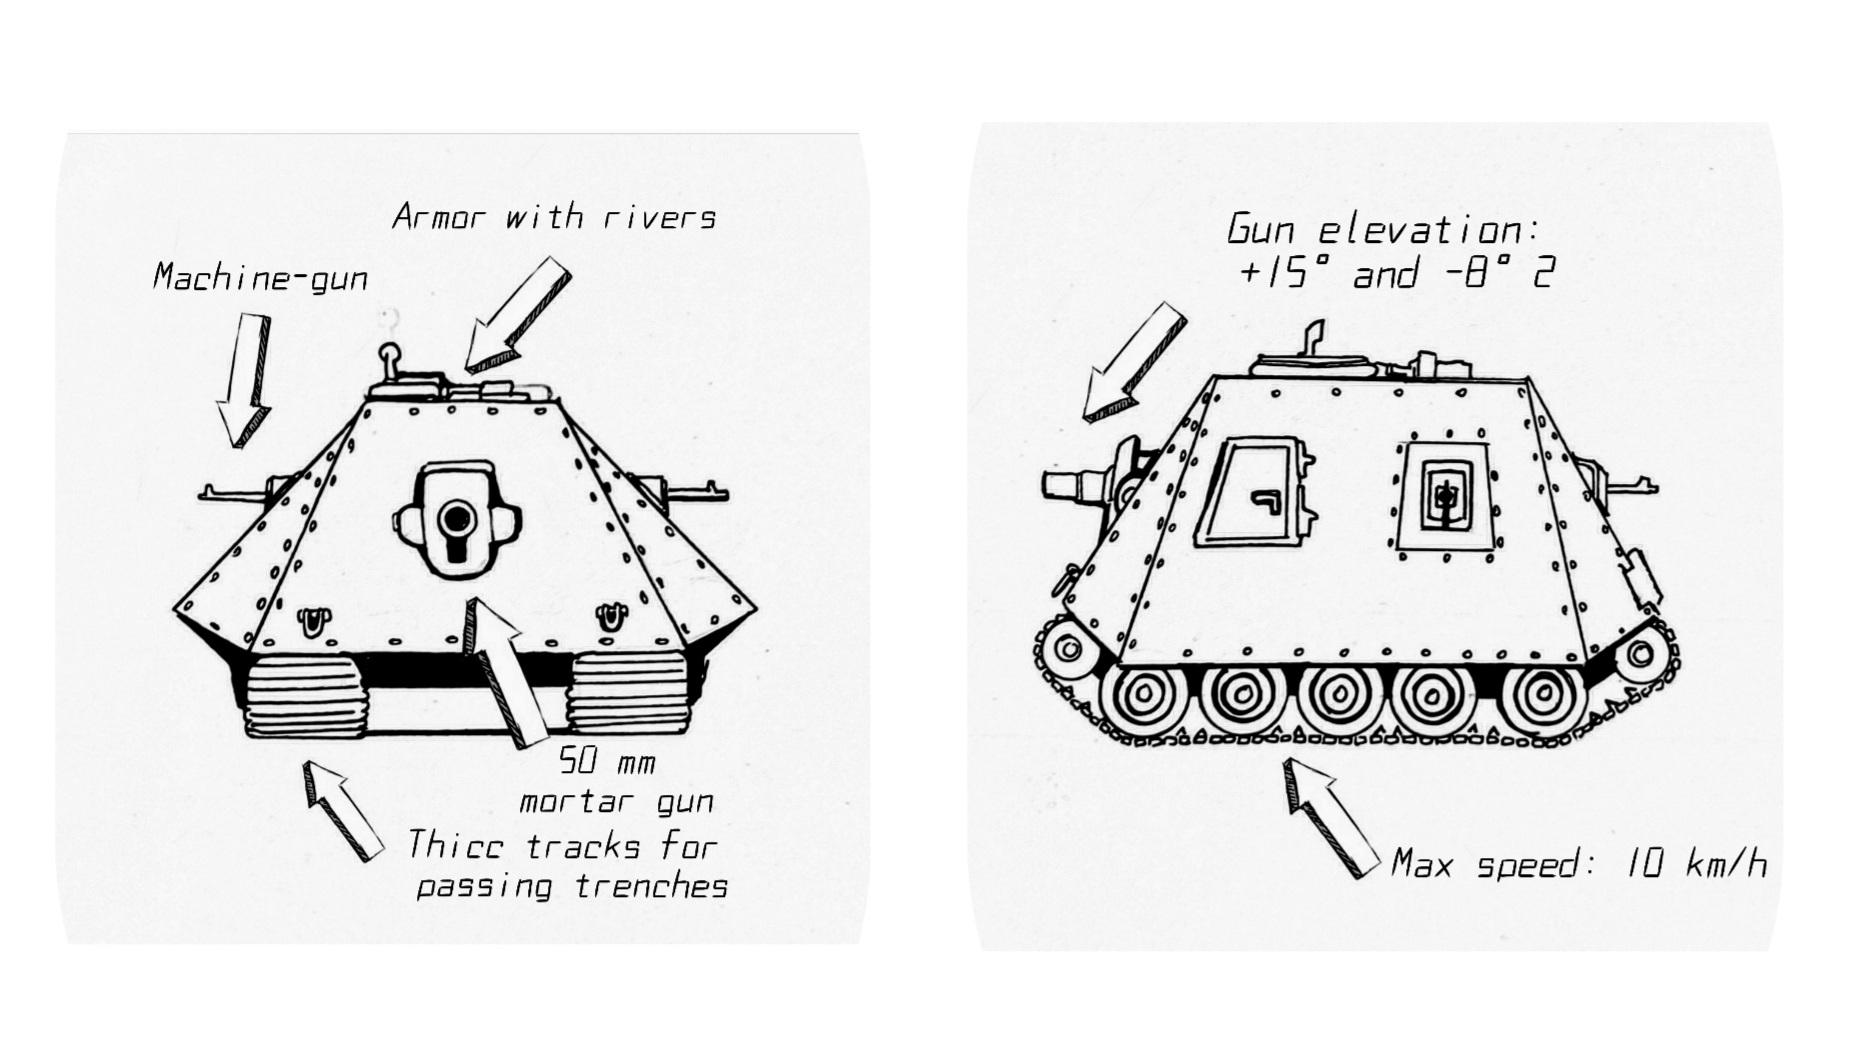 Armor with rivers
Machine-gun
50 mm
mortar gun
Thicc tracks for
passing trenches
Gun elevation:
+15° and -8° 2
Max speed: 10 km/h